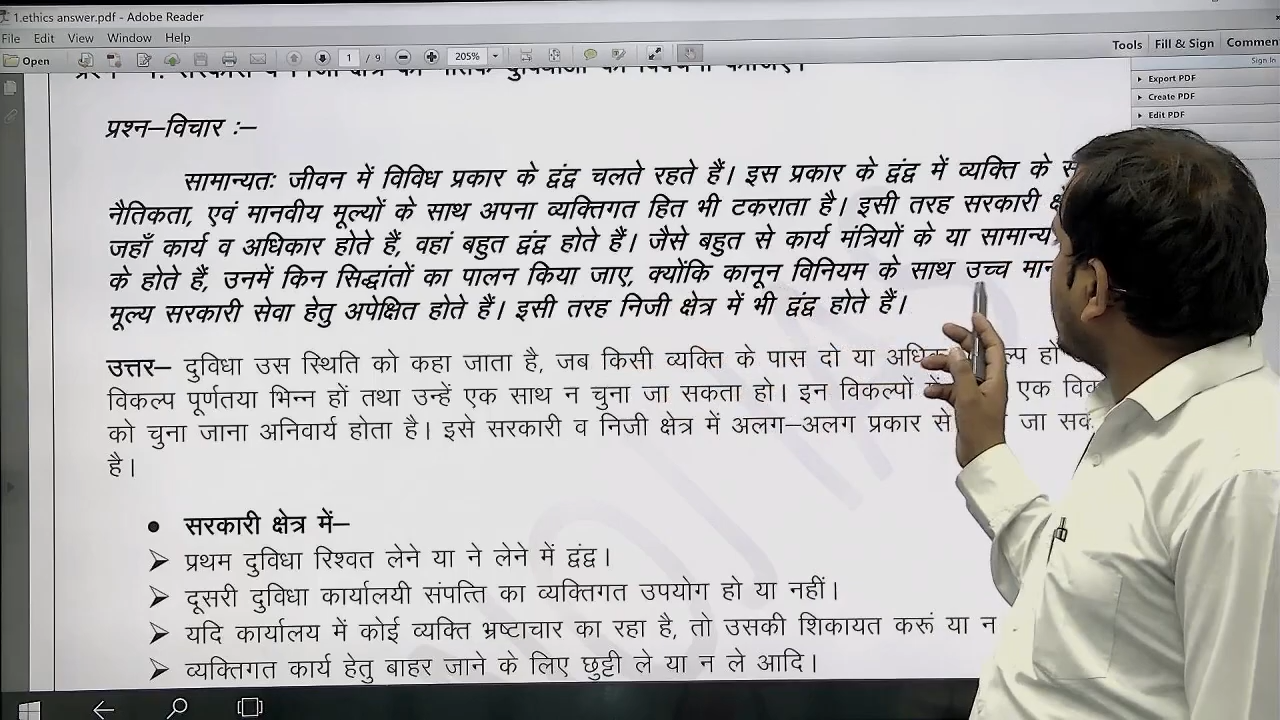 1.ethics answer.pdf - Adobe Reader
File Edit View Window Help
Open 1 / 9 205% Tools Fill & Sign Commen
Sign In
Export PDF
Create PDF
Edit PDF
प्रश्न–विचार :–
सामान्यतः जीवन में विविध प्रकार के द्वंद्व चलते रहते हैं। इस प्रकार के द्वंद्व में व्यक्ति के
नैतिकता, एवं मानवीय मूल्यों के साथ अपना व्यक्तिगत हित भी टकराता है। इसी तरह सरकारी
जहाँ कार्य व अधिकार होते हैं, वहां बहुत द्वंद्व होते हैं। जैसे बहुत से कार्य मंत्रियों के या सामान्य
के होते हैं, उनमें किन सिद्धांतों का पालन किया जाए, क्योंकि कानून विनियम के साथ उच्च
मूल्य सरकारी सेवा हेतु अपेक्षित होते हैं। इसी तरह निजी क्षेत्र में भी द्वंद्व होते हैं।
उत्तर– दुविधा उस स्थिति को कहा जाता है, जब किसी व्यक्ति के पास दो या हों
विकल्प पूर्णतया भिन्न हों तथा उन्हें एक साथ न चुना जा सकता हो। इन विकल्पों एक
को चुना जाना अनिवार्य होता है। इसे सरकारी व निजी क्षेत्र में अलग–अलग प्रकार से जा
है।
• सरकारी क्षेत्र में–
➢ प्रथम दुविधा रिश्वत लेने या ने लेने में द्वंद्व।
➢ दूसरी दुविधा कार्यालयी संपत्ति का व्यक्तिगत उपयोग हो या नहीं।
➢ यदि कार्यालय में कोई व्यक्ति भ्रष्टाचार का रहा है, तो उसकी शिकायत करूं या न
➢ व्यक्तिगत कार्य हेतु बाहर जाने के लिए छुट्टी ले या न ले आदि।